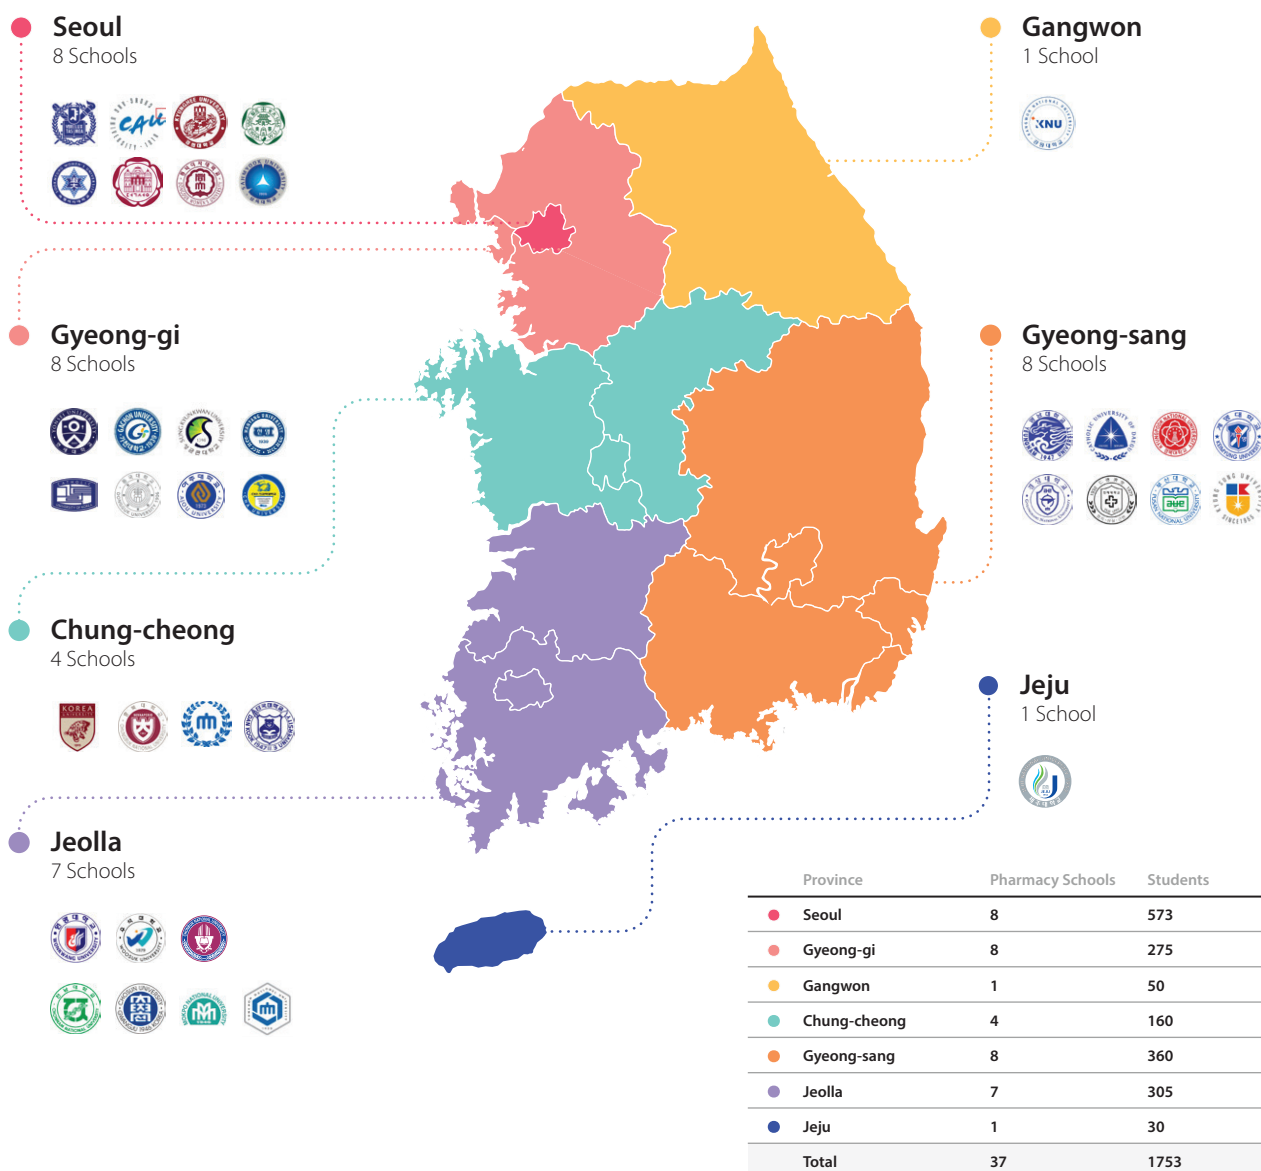 Seoul
8 Schools
CAU
Gangwon
1 School
KNU
Gyeong-gi
8 Schools
Gyeong-sang
8 Schools
Chung-cheong
4 Schools
KOREA
Jeju
1 School
Jeolla
7 Schools
Province Pharmacy Schools Students
Seoul 8 573
Gyeong-gi 8 275
Gangwon 1 50
Chung-cheong 4 160
Gyeong-sang 8 360
Jeolla 7 305
Jeju 1 30
Total 37 1753